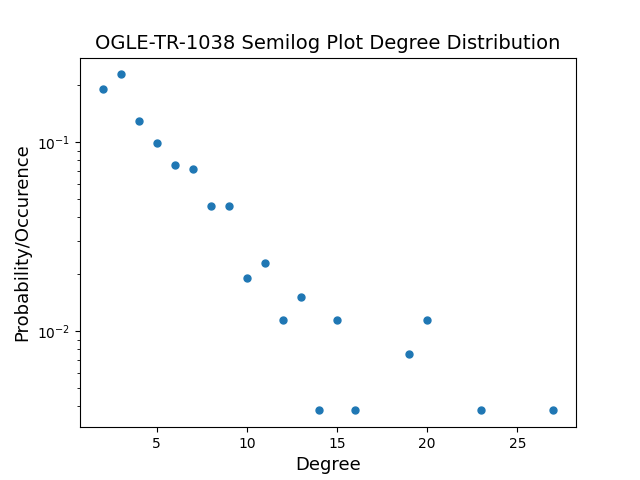 OGLE-TR-1038 Semilog Plot Degree Distribution
Probability/Occurence
10⁻¹
10⁻²
5 10 15 20 25
Degree